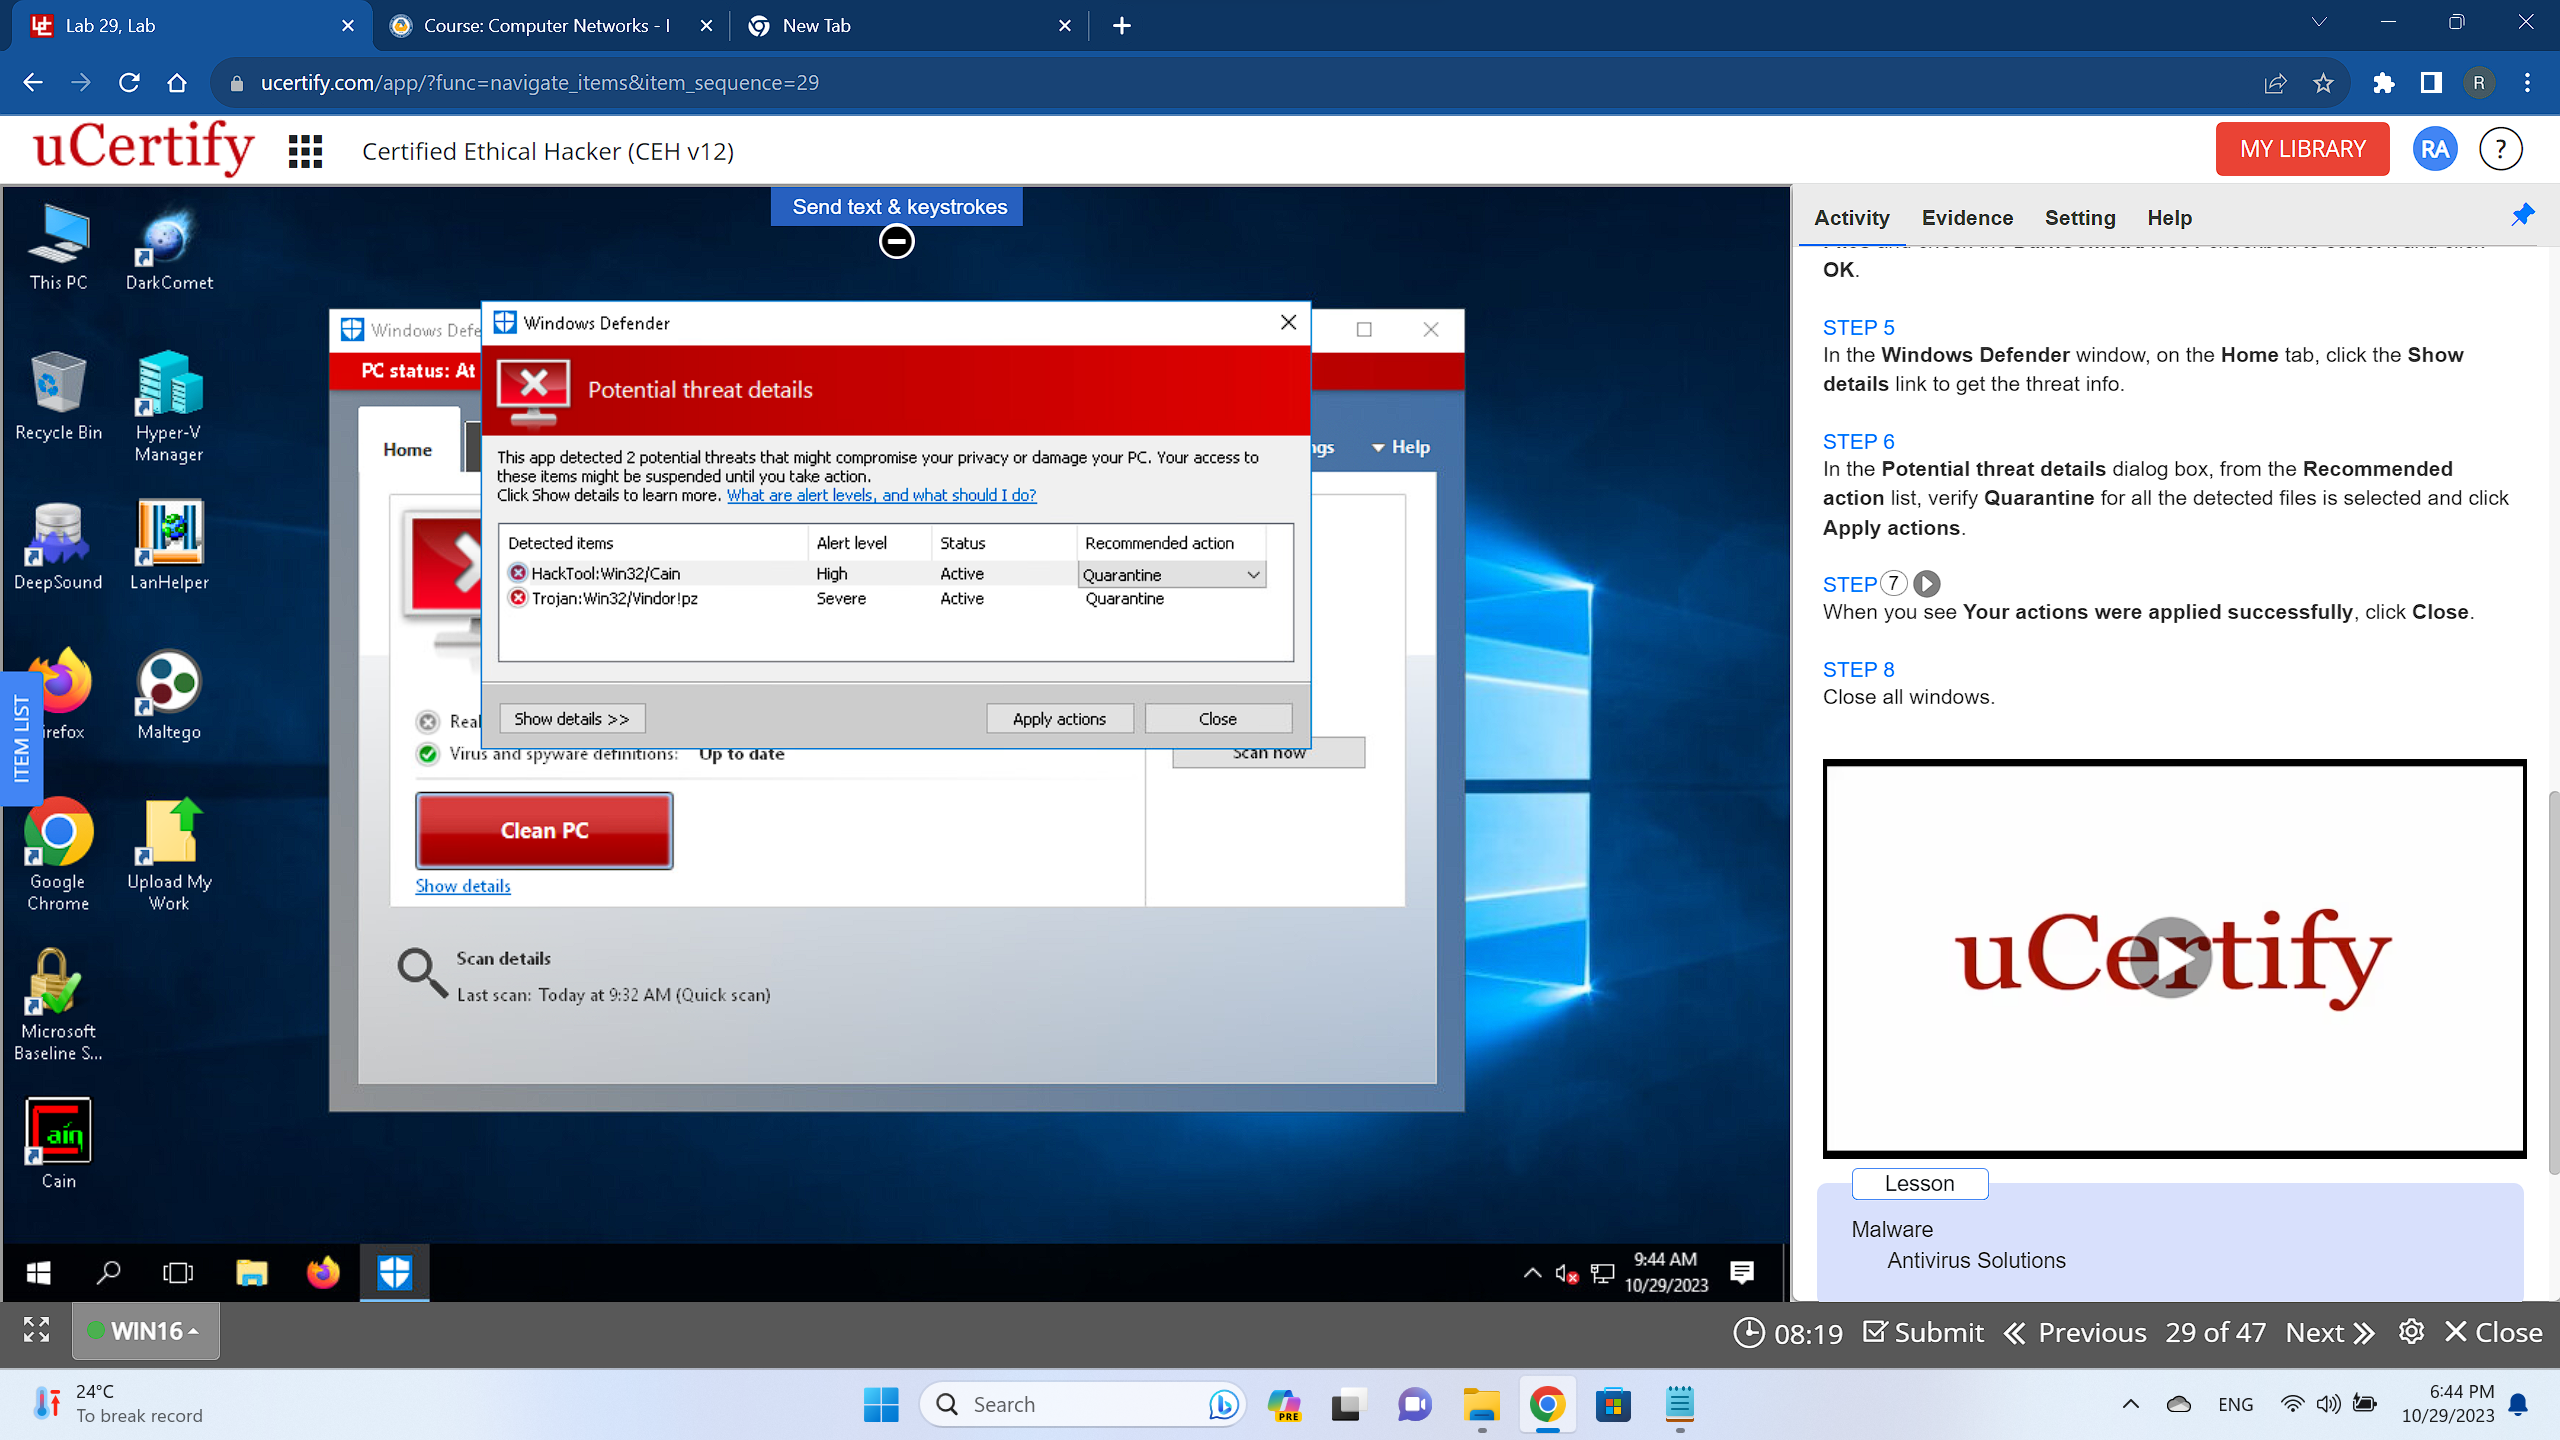 Lab 29, Lab
Course: Computer Networks - I
New Tab
ucertify.com/app/?func=navigate_items&item_sequence=29
R
uCertify
Certified Ethical Hacker (CEH v12)
MY LIBRARY
RA
?
Send text & keystrokes
This PC
DarkComet
Recycle Bin
Hyper-V
Manager
DeepSound
LanHelper
irefox
Maltego
ITEM LIST
Google
Chrome
Upload My
Work
Microsoft
Baseline S...
Cain
Windows Defe
PC status: At
Home
ngs
Help
Windows Defender
Potential threat details
This app detected 2 potential threats that might compromise your privacy or damage your PC. Your access to
these items might be suspended until you take action.
Click Show details to learn more. What are alert levels, and what should I do?
Detected items Alert level Status Recommended action
HackTool:Win32/Cain High Active Quarantine
Trojan:Win32/Vindor!pz Severe Active Quarantine
Show details >>
Apply actions
Close
Real
Virus and spyware definitions: Up to date
Scan now
Clean PC
Show details
Scan details
Last scan: Today at 9:32 AM (Quick scan)
9:44 AM
10/29/2023
Activity
Evidence
Setting
Help
OK.
STEP 5
In the Windows Defender window, on the Home tab, click the Show
details link to get the threat info.
STEP 6
In the Potential threat details dialog box, from the Recommended
action list, verify Quarantine for all the detected files is selected and click
Apply actions.
STEP 7
When you see Your actions were applied successfully, click Close.
STEP 8
Close all windows.
uCertify
Lesson
Malware
Antivirus Solutions
WIN16
08:19
Submit
Previous
29 of 47
Next
Close
24°C
To break record
Search
PRE
ENG
6:44 PM
10/29/2023